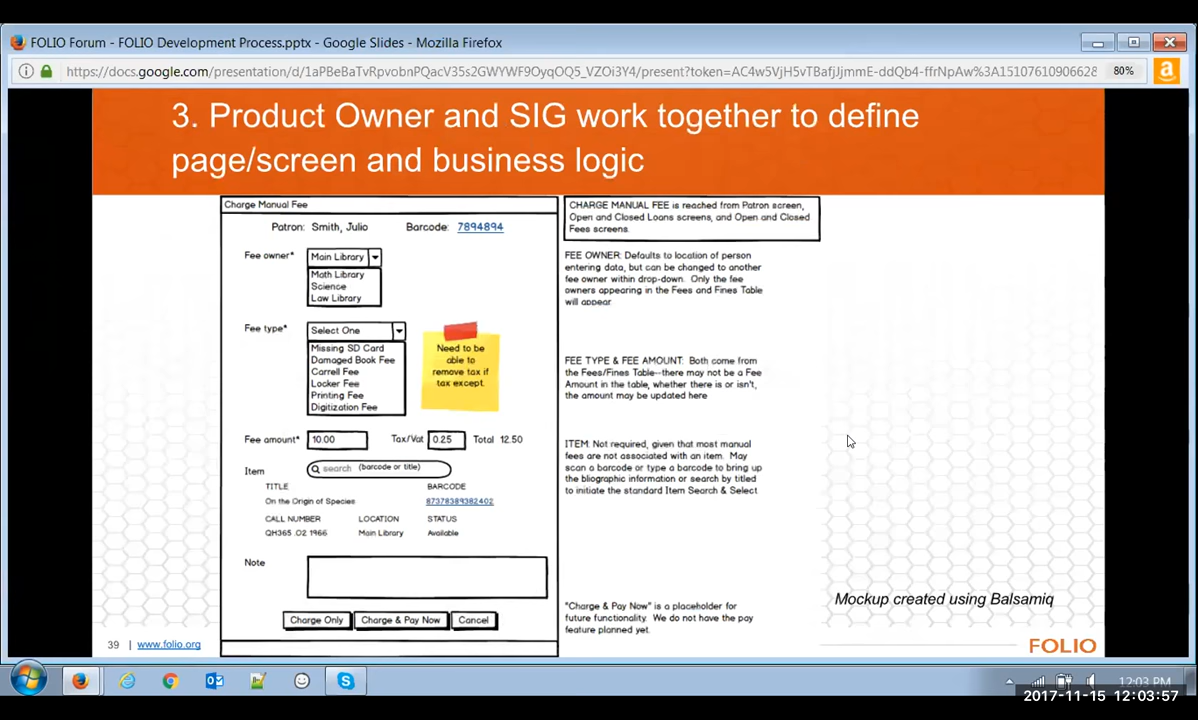 FOLIO Forum - FOLIO Development Process.pptx - Google Slides - Mozilla Firefox
https://docs.google.com/presentation/d/1aPBeBaTvRpvobnPQacV35s2GWYWF9OyqOQ5_VZOi3Y4/present?token=AC4w5VjH5vTBafjJjmmE-ddQb4-ffrNpAw%3A15107610906628
80%
3. Product Owner and SIG work together to define
page/screen and business logic
Charge Manual Fee
Patron: Smith, Julio Barcode: 7894894
Fee owner* Main Library
Math Library
Science
Law Library
Fee type* Select One
Missing SD Card
Damaged Book Fee
Carrell Fee
Locker Fee
Printing Fee
Digitization Fee
Need to be
able to
remove tax if
tax except.
Fee amount* 10.00 Tax/Vat 0.25 Total 12.50
Item search (barcode or title)
TITLE BARCODE
On the Origin of Species 87378389382402
CALL NUMBER LOCATION STATUS
QH365 .O2 1966 Main Library Available
Note
Charge Only Charge & Pay Now Cancel
CHARGE MANUAL FEE is reached from Patron screen,
Open and Closed Loans screens, and Open and Closed
Fees screens.
FEE OWNER: Defaults to location of person
entering data, but can be changed to another
fee owner within drop-down. Only the fee
owners appearing in the Fees and Fines Table
will appear
FEE TYPE & FEE AMOUNT: Both come from
the Fees/Fines Table--there may not be a Fee
Amount in the table, whether there is or isn't,
the amount may be updated here
ITEM: Not required, given that most manual
fees are not associated with an item. May
scan a barcode or type a barcode to bring up
the bliographic information or search by titled
to initiate the standard Item Search & Select
"Charge & Pay Now" is a placeholder for
future functionality. We do not have the pay
feature planned yet.
Mockup created using Balsamiq
39 | www.folio.org
FOLIO
12:03 PM
2017-11-15 12:03:57